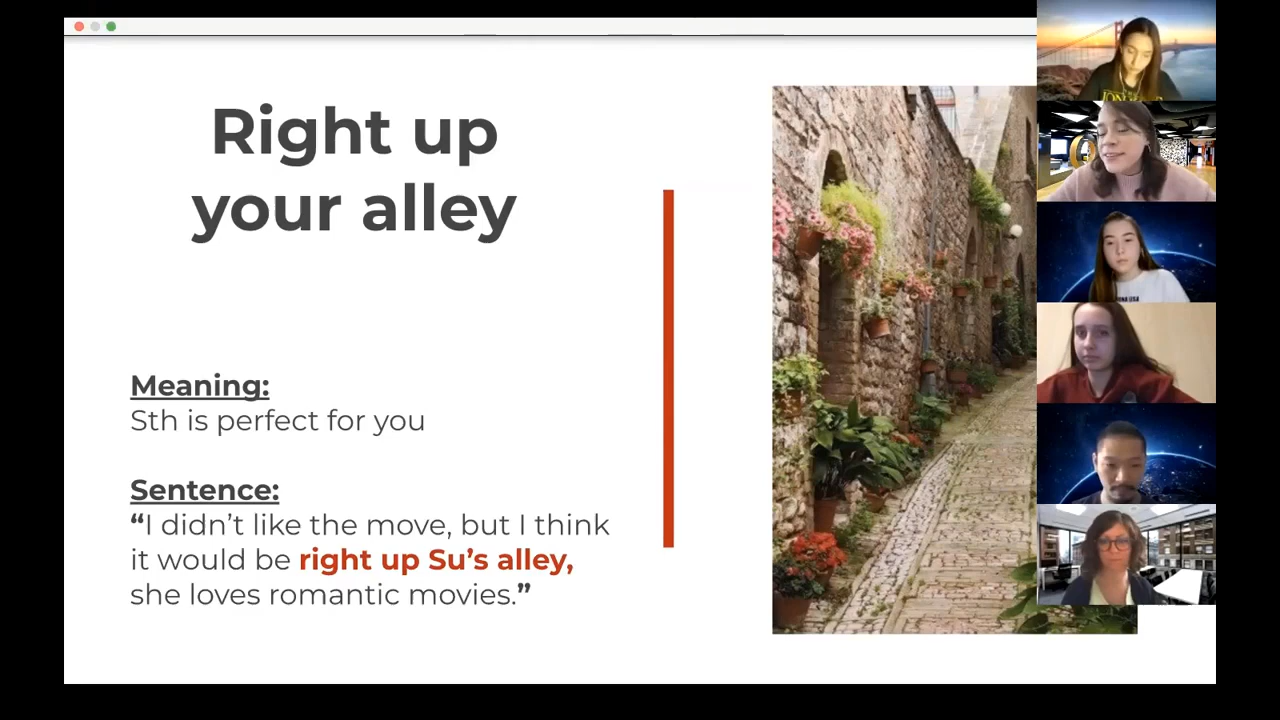 Right up
your alley
Meaning:
Sth is perfect for you
Sentence:
“I didn’t like the move, but I think
it would be right up Su’s alley,
she loves romantic movies.”